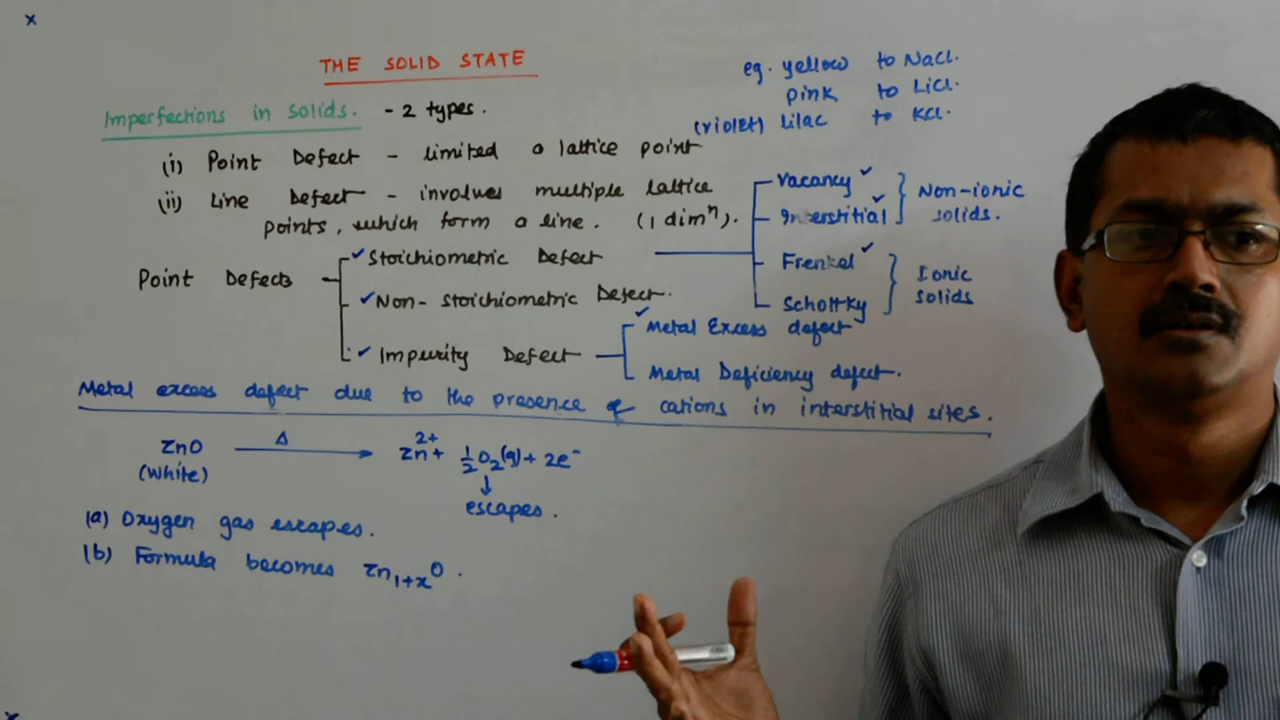 THE SOLID STATE
eg. yellow to NaCl.
pink to LiCl.
(violet) Lilac to KCl.
Imperfections in solids. - 2 types.
(i) Point Defect - limited a lattice point
(ii) Line Defect - involves multiple lattice
points, which form a line. (1 dimⁿ).
Point Defects
✓Stoichiometric Defect
✓Non-Stoichiometric Defect.
✓Impurity Defect
Vacancy ✓
Interstitial ✓
Non-ionic
solids.
Frenkel ✓
Schottky
Ionic
solids
✓Metal Excess defect
Metal Deficiency defect.
Metal excess defect due to the presence of cations in interstitial sites.
ZnO —Δ→ Zn²⁺ + ½O₂(g) + 2e⁻
(White)
↓
escapes.
(a) Oxygen gas escapes.
(b) Formula becomes Zn₁₊ₓO.